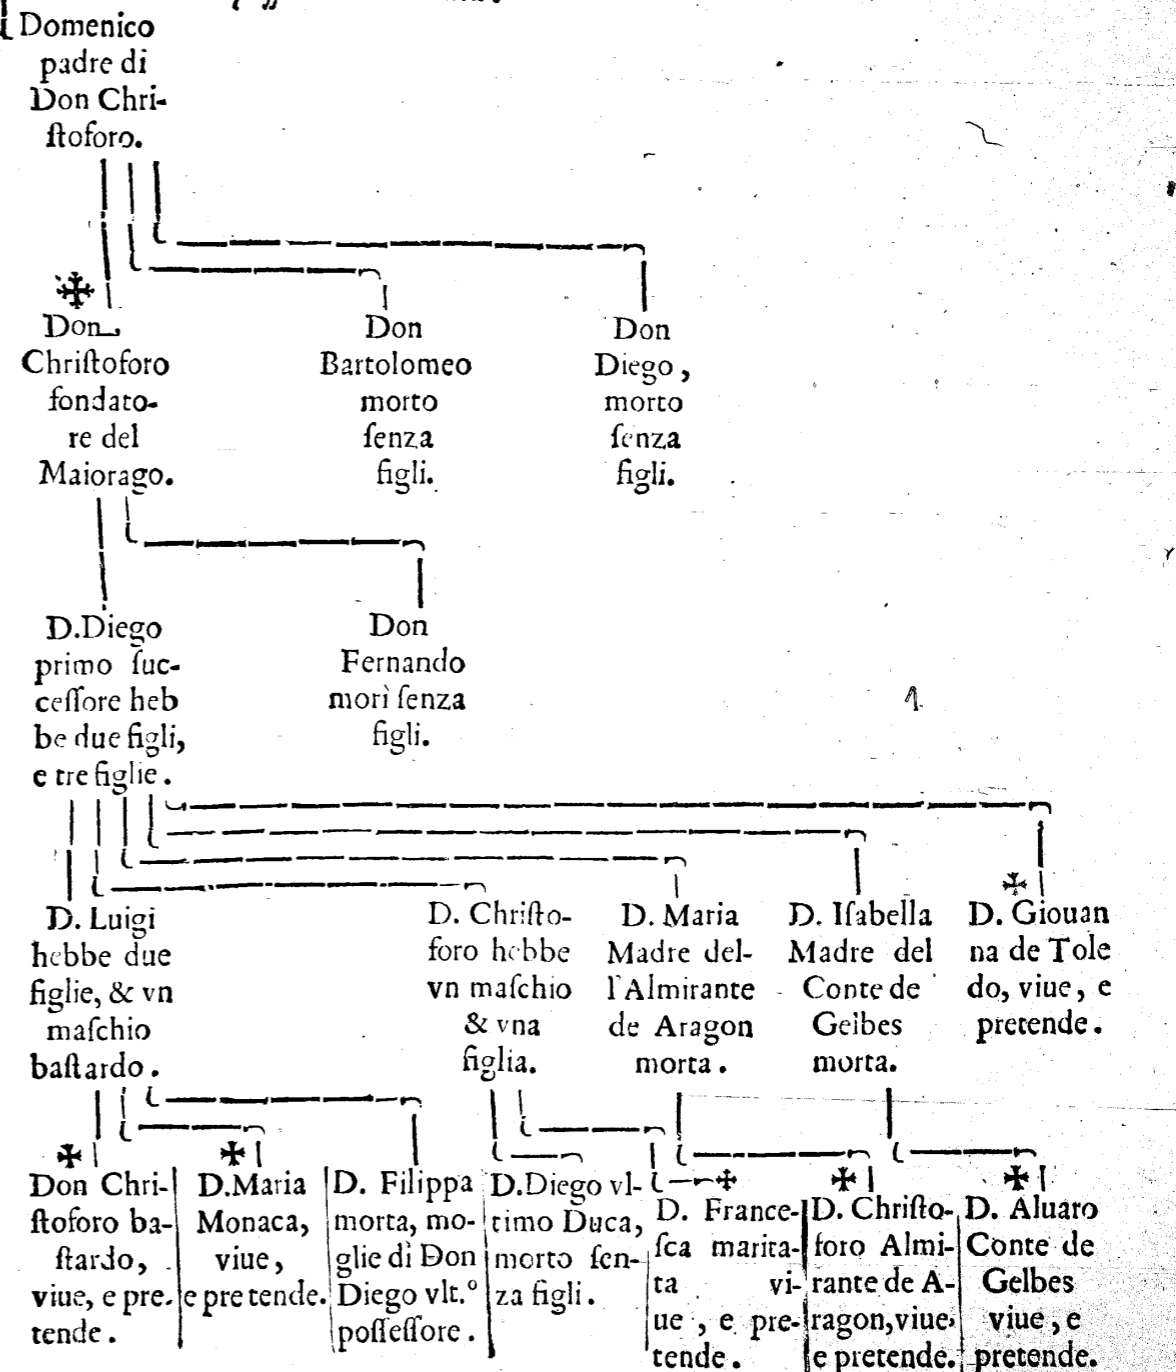 Domenico
padre di
Don Chri-
ſtoforo.
Don
Chriſtoforo
fondato-
re del
Maiorago.
Don
Bartolomeo
morto
ſenza
figli.
Don
Diego,
morto
ſenza
figli.
D.Diego
primo ſuc-
ceſſore heb
be due figli,
e tre figlie.
Don
Fernando
morì ſenza
figli.
D. Luigi
hebbe due
figlie, & vn
maſchio
baſtardo.
D. Chriſto-
foro hebbe
vn maſchio
& vna
figlia.
D. Maria
Madre del-
l'Almirante
de Aragon
morta.
D. Iſabella
Madre del
Conte de
Gelbes
morta.
D. Giouan
na de Tole
do, viue, e
pretende.
Don Chri-
ſtoforo ba-
ſtardo,
viue, e pre-
tende.
D.Maria
Monaca,
viue,
e pretende.
D. Filippa
morta, mo-
glie di Don
Diego vlt.º
poſſeſſore.
D.Diego vl-
timo Duca,
morto ſen-
za figli.
D. France-
ſca marita-
ta vi-
ue, e pre-
tende.
D. Chriſto-
foro Almi-
rante de A-
ragon, viue,
e pretende.
D. Aluaro
Conte de
Gelbes
viue, e
pretende.